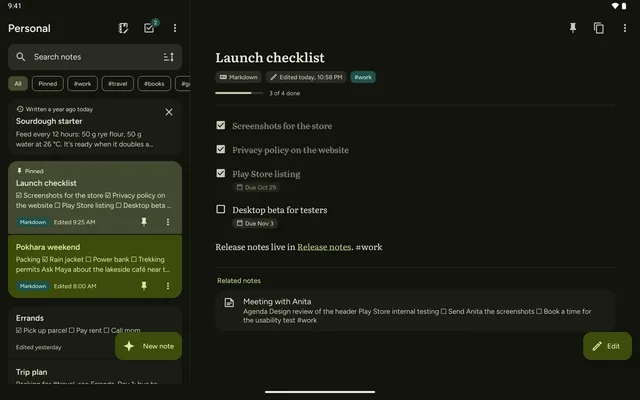 9:41
Personal
2
Search notes
All
Pinned
#work
#travel
#books
Written a year ago today
Sourdough starter
Feed every 12 hours: 50 g rye flour, 50 g
water at 26 °C. It's ready when it doubles a…
Pinned
Launch checklist
☑ Screenshots for the store ☑ Privacy policy on
the website ☐ Play Store listing ☐ Desktop beta …
Markdown
Edited 9:25 AM
Pokhara weekend
Packing ☑ Rain jacket ☐ Power bank ☐ Trekking
permits Ask Maya about the lakeside café near t…
Markdown
Edited 8:00 AM
Errands
☑ Pick up parcel ☐ Pay rent ☐ Call mom
Edited yesterday
New note
Trip plan
Launch checklist
Markdown
Edited today, 10:58 PM
#work
3 of 4 done
Screenshots for the store
Privacy policy on the website
Play Store listing
Due Oct 29
Desktop beta for testers
Due Nov 3
Release notes live in Release notes. #work
Related notes
Meeting with Anita
Agenda Design review of the header Play Store internal testing ☐ Send Anita the screenshots ☐ Book a time for
the usability test #work
Edit